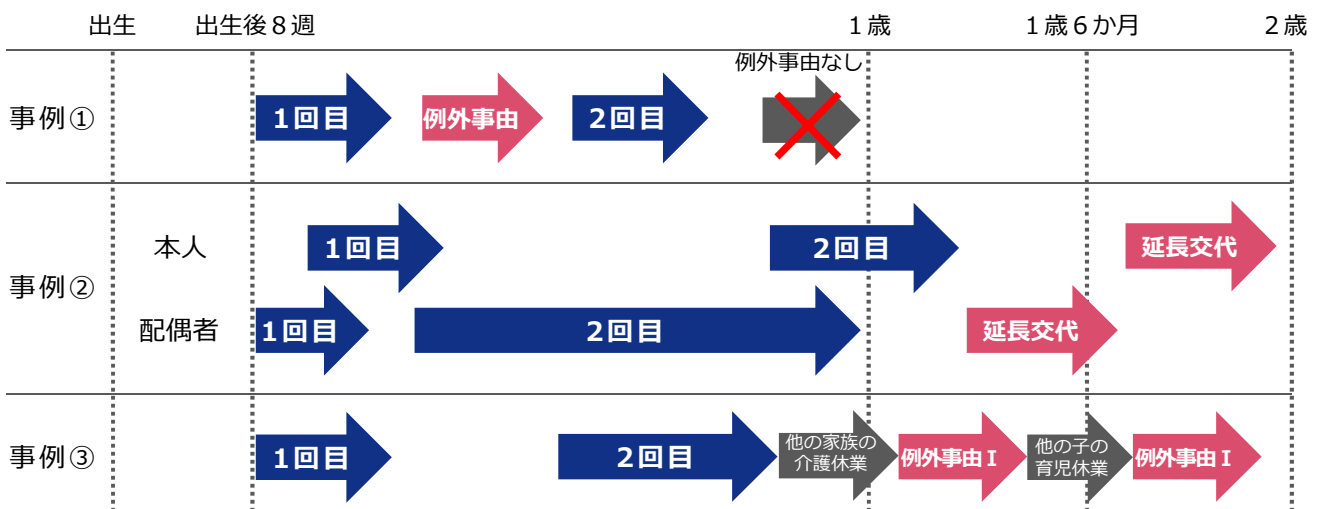 出生 出生後８週 １歳 １歳６か月 ２歳
例外事由なし
事例① 1回目 例外事由 2回目
本人 1回目 2回目 延長交代
事例②
配偶者 1回目 2回目 延長交代
事例③ 1回目 2回目 他の家族の 例外事由Ｉ 他の子の 例外事由Ｉ
介護休業 育児休業